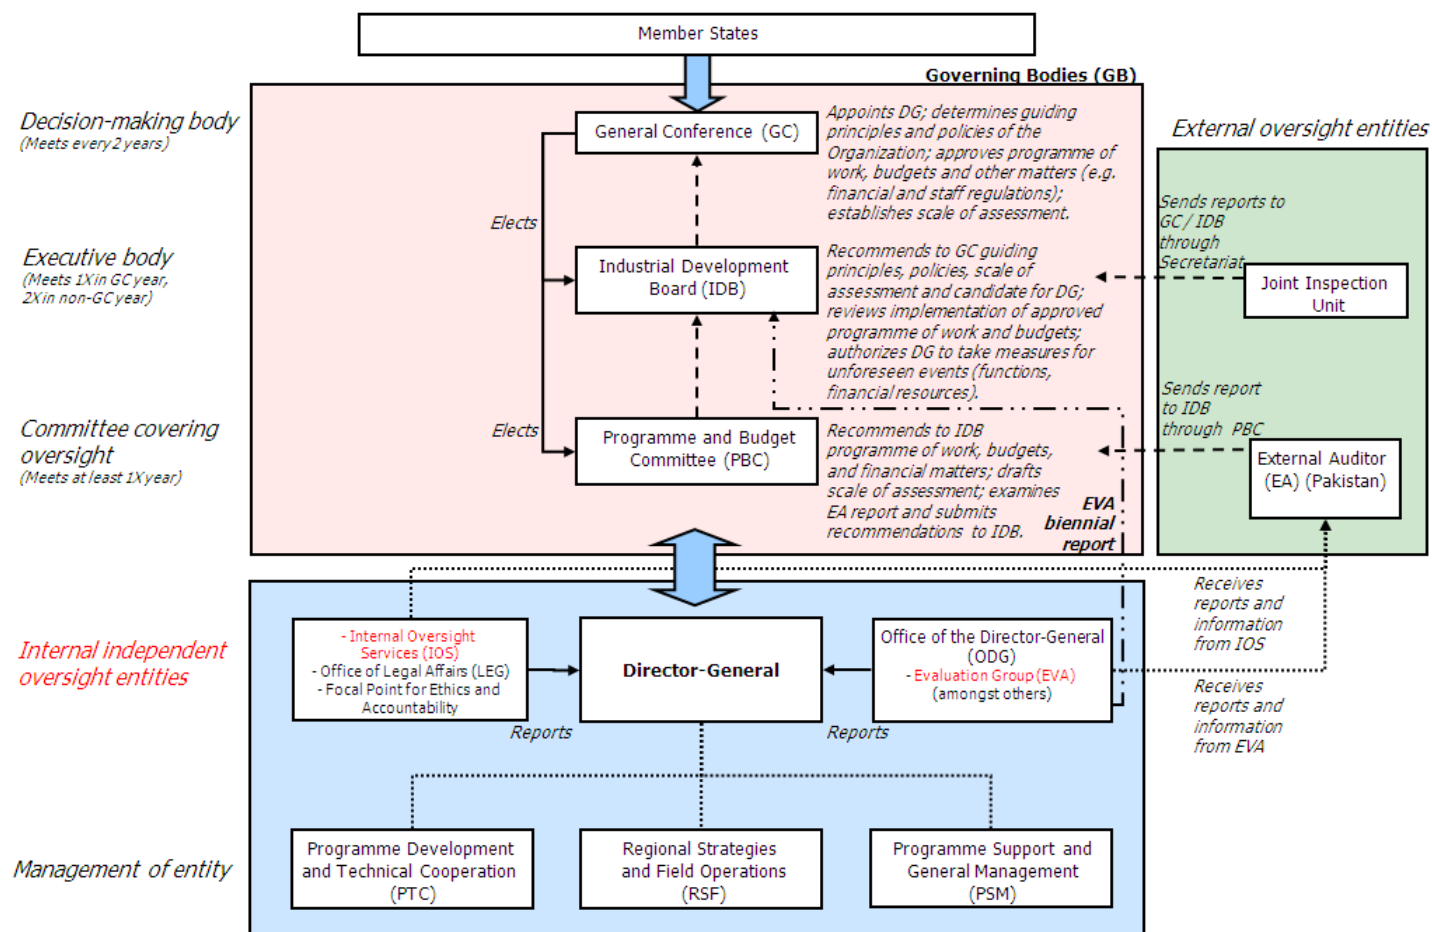 Member States
Governing Bodies (GB)
Decision-making body
(Meets every 2 years)
General Conference (GC)
Appoints DG; determines guiding
principles and policies of the
Organization; approves programme of
work, budgets and other matters (e.g.
financial and staff regulations);
establishes scale of assessment.
External oversight entities
Elects
Sends reports to
GC / IDB
through
Secretariat
Executive body
(Meets 1X in GC year,
2X in non-GC year)
Industrial Development
Board (IDB)
Recommends to GC guiding
principles, policies, scale of
assessment and candidate for DG;
reviews implementation of approved
programme of work and budgets;
authorizes DG to take measures for
unforeseen events (functions,
financial resources).
Joint Inspection
Unit
Sends report
to IDB
through PBC
Committee covering
oversight
(Meets at least 1X year)
Elects
Programme and Budget
Committee (PBC)
Recommends to IDB
programme of work, budgets,
and financial matters; drafts
scale of assessment; examines
EA report and submits
recommendations to IDB.
EVA
biennial
report
External Auditor
(EA) (Pakistan)
Internal independent
oversight entities
- Internal Oversight
Services (IOS)
- Office of Legal Affairs (LEG)
- Focal Point for Ethics and
Accountability
Director-General
Office of the Director-General
(ODG)
- Evaluation Group (EVA)
(amongst others)
Receives
reports and
information
from IOS
Reports
Reports
Receives
reports and
information
from EVA
Management of entity
Programme Development
and Technical Cooperation
(PTC)
Regional Strategies
and Field Operations
(RSF)
Programme Support and
General Management
(PSM)